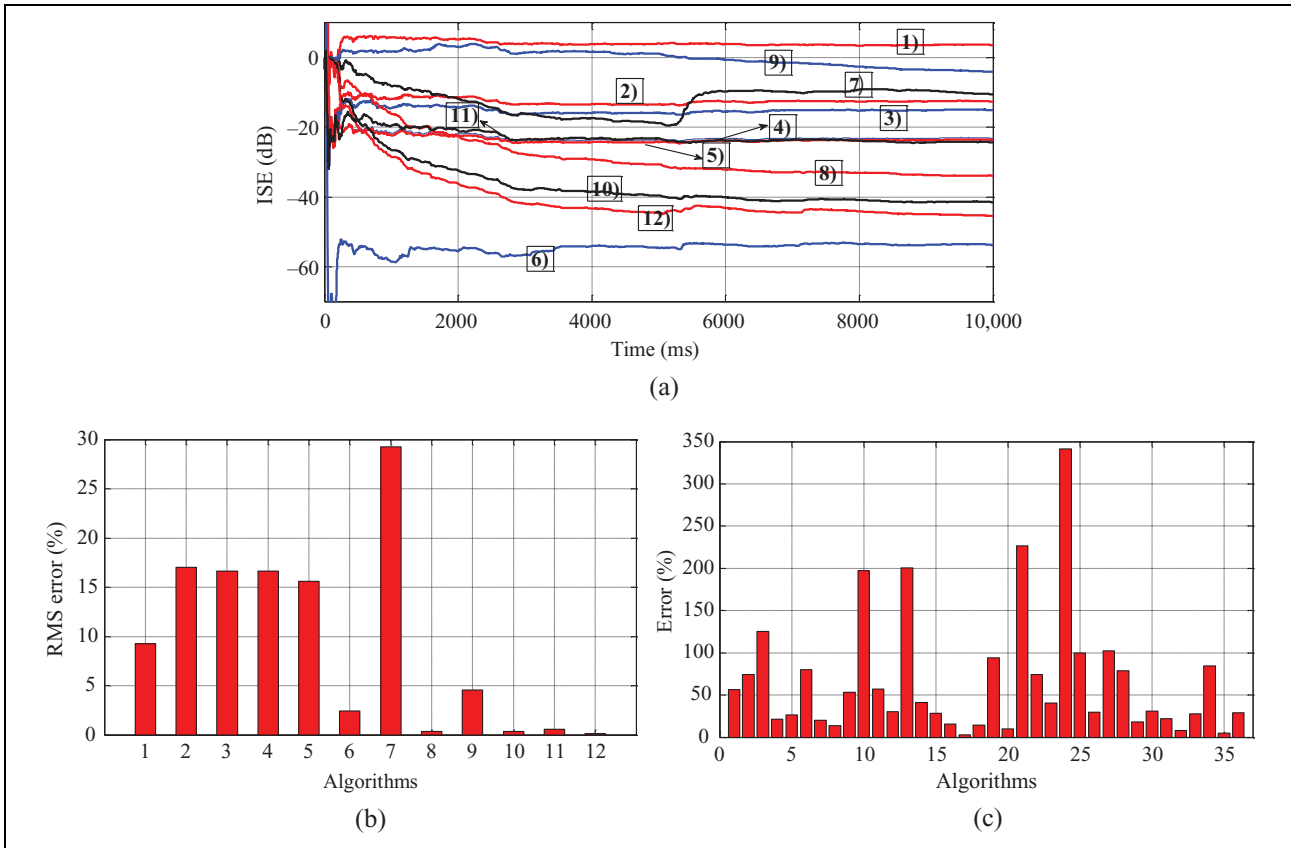 ISE (dB)
0
–20
–40
–60
1)
9)
2)
7)
11)
3)
4)
5)
8)
10)
12)
6)
0 2000 4000 6000 8000 10,000
Time (ms)
(a)
RMS error (%)
30
25
20
15
10
5
0
1 2 3 4 5 6 7 8 9 10 11 12
Algorithms
(b)
Error (%)
350
300
250
200
150
100
50
0
0 5 10 15 20 25 30 35
Algorithms
(c)